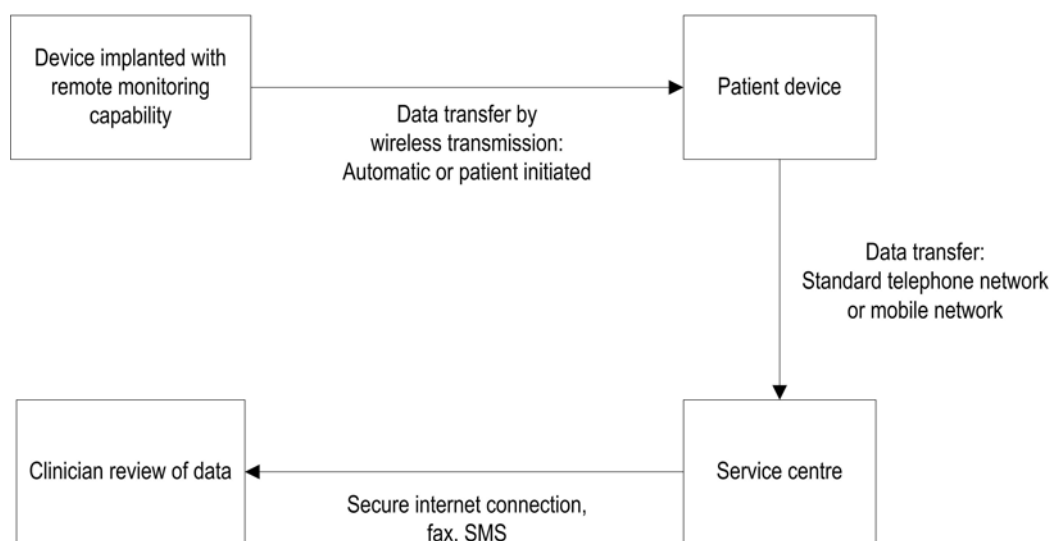 Device implanted with
remote monitoring
capability
Data transfer by
wireless transmission:
Automatic or patient initiated
Patient device
Data transfer:
Standard telephone network
or mobile network
Service centre
Secure internet connection,
fax, SMS
Clinician review of data